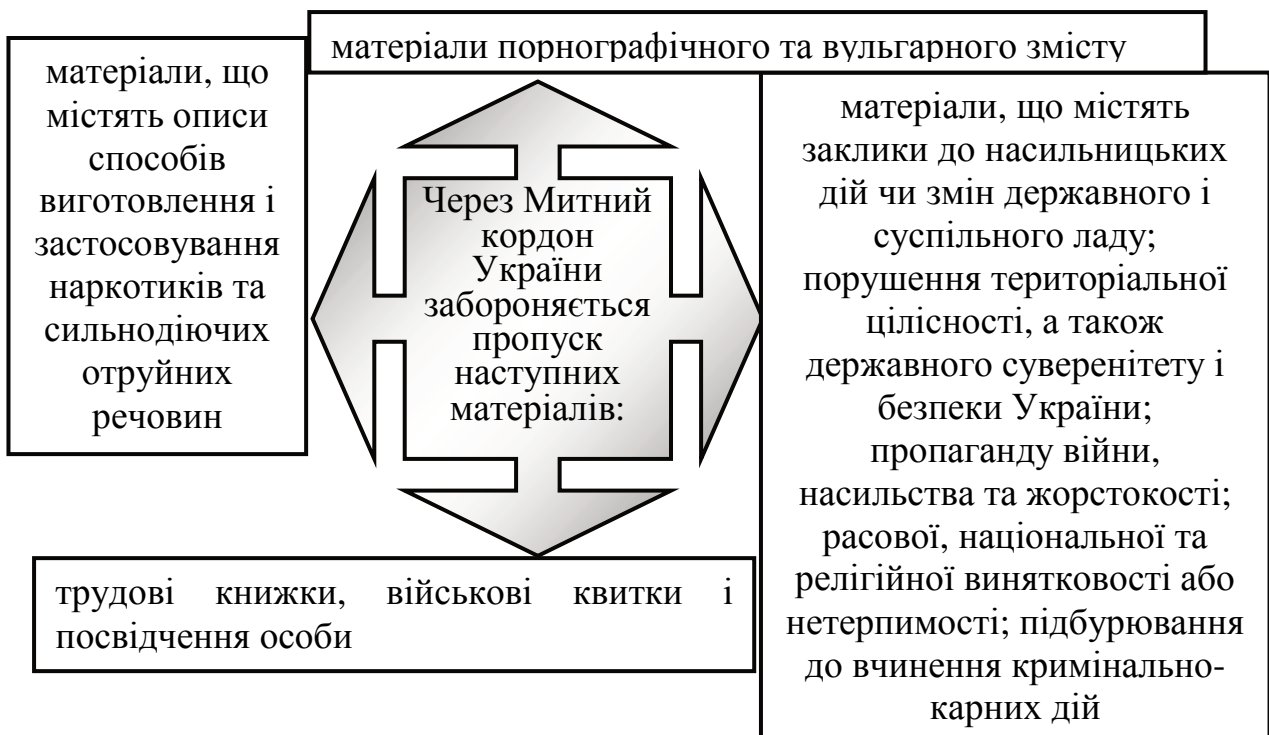 матеріали порнографічного та вульгарного змісту
матеріали, що
містять описи
способів
виготовлення і
застосовування
наркотиків та
сильнодіючих
отруйних
речовин
Через Митний
кордон
України
забороняється
пропуск
наступних
матеріалів:
матеріали, що містять
заклики до насильницьких
дій чи змін державного і
суспільного ладу;
порушення територіальної
цілісності, а також
державного суверенітету і
безпеки України;
пропаганду війни,
насильства та жорстокості;
расової, національної та
релігійної винятковості або
нетерпимості; підбурювання
до вчинення кримінально-
карних дій
трудові книжки, військові квитки і
посвідчення особи